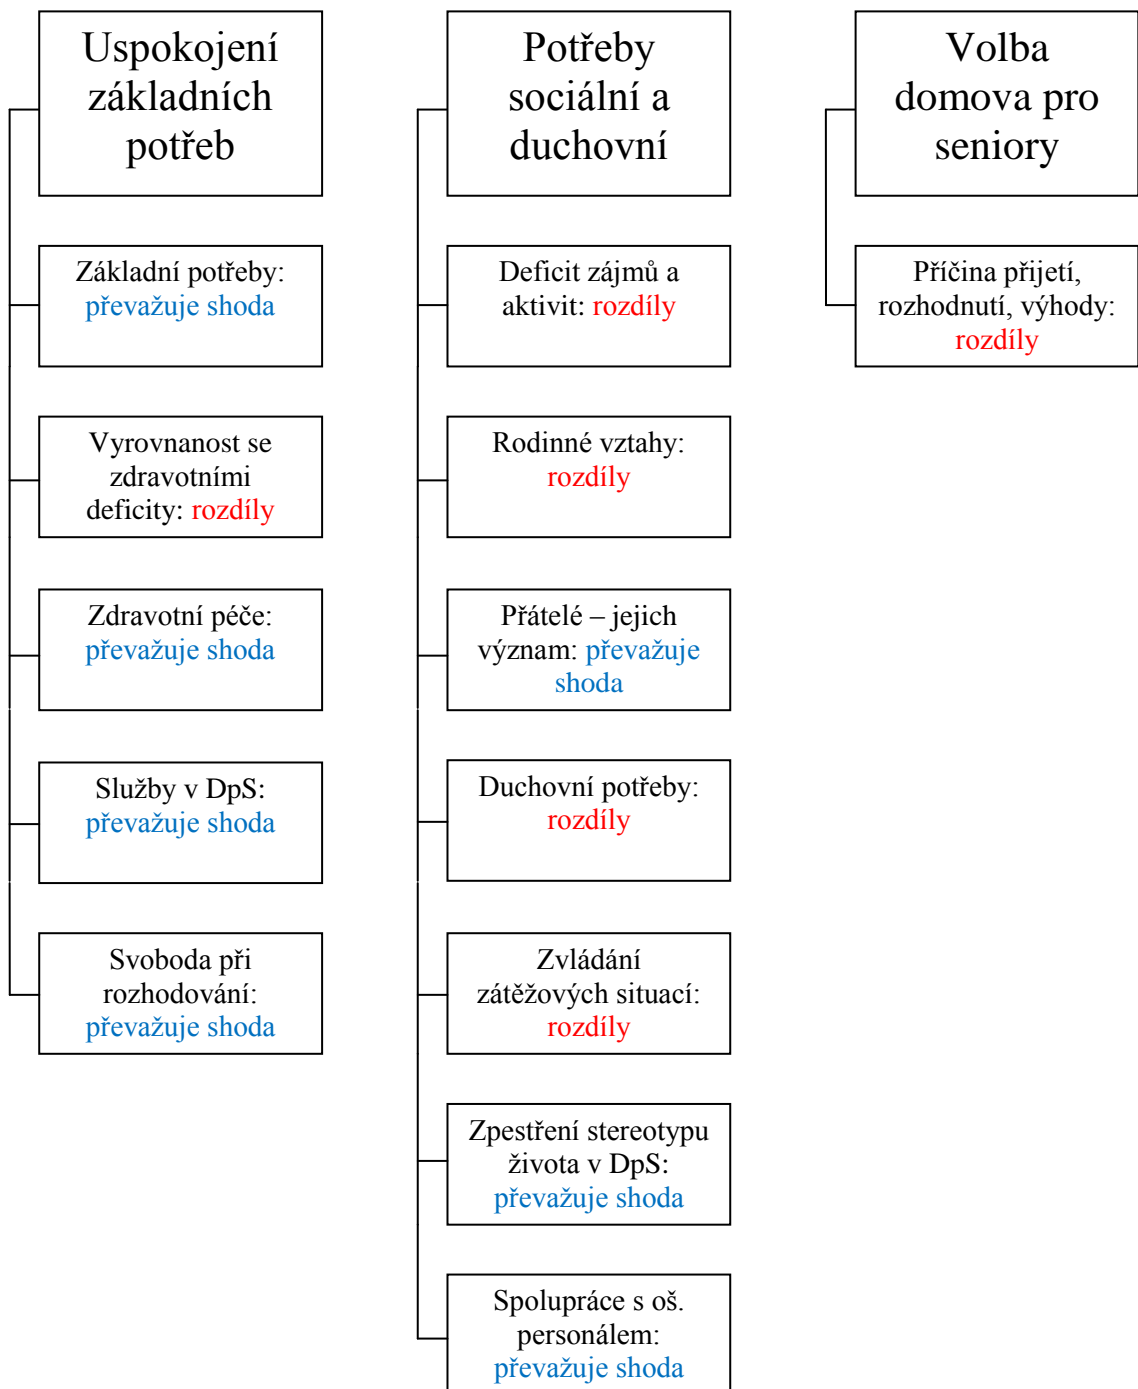 Uspokojení
základních
potřeb
Základní potřeby:
převažuje shoda
Vyrovnanost se
zdravotními
deficity: rozdíly
Zdravotní péče:
převažuje shoda
Služby v DpS:
převažuje shoda
Svoboda při
rozhodování:
převažuje shoda
Potřeby
sociální a
duchovní
Deficit zájmů a
aktivit: rozdíly
Rodinné vztahy:
rozdíly
Přátelé – jejich
význam: převažuje
shoda
Duchovní potřeby:
rozdíly
Zvládání
zátěžových situací:
rozdíly
Zpestření stereotypu
života v DpS:
převažuje shoda
Spolupráce s oš.
personálem:
převažuje shoda
Volba
domova pro
seniory
Příčina přijetí,
rozhodnutí, výhody:
rozdíly